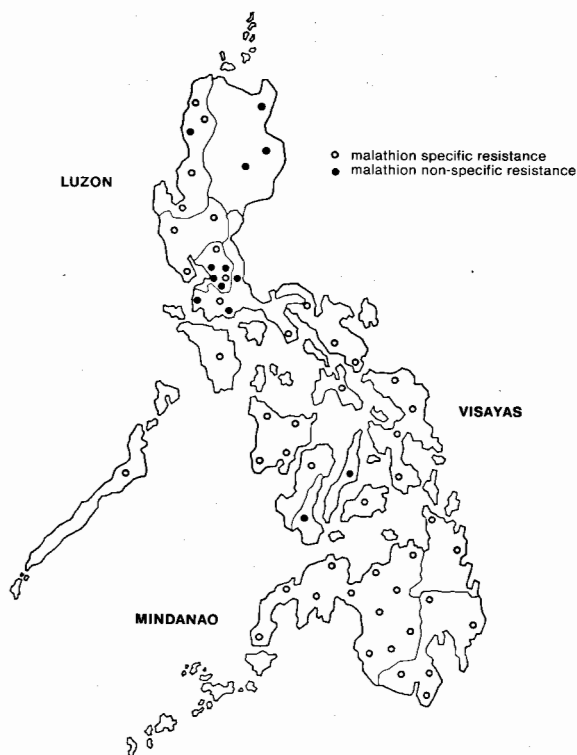 malathion specific resistance
malathion non-specific resistance
LUZON
VISAYAS
MINDANAO